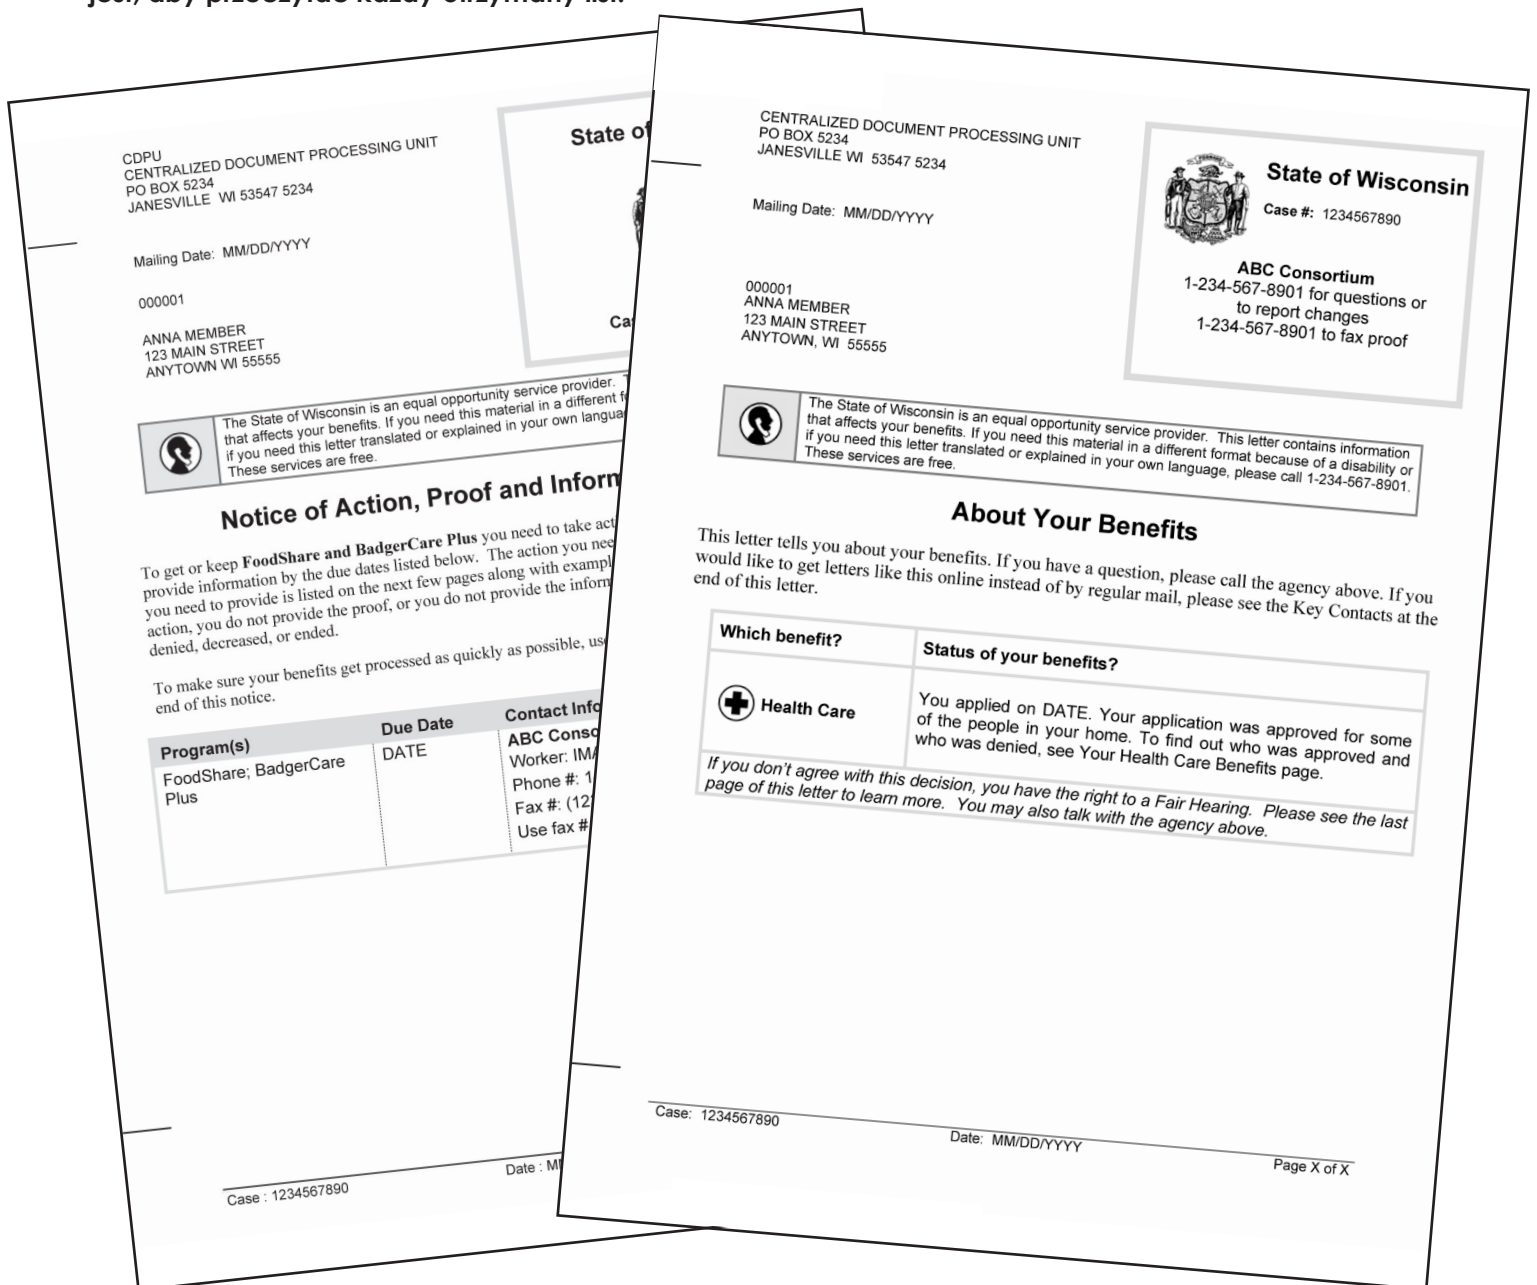 jest, aby przeczytać każdy otrzymany list.
CDPU
CENTRALIZED DOCUMENT PROCESSING UNIT
PO BOX 5234
JANESVILLE WI 53547 5234
Mailing Date: MM/DD/YYYY
000001
ANNA MEMBER
123 MAIN STREET
ANYTOWN WI 55555
State of
The State of Wisconsin is an equal opportunity service provider.
that affects your benefits. If you need this material in a different
if you need this letter translated or explained in your own
These services are free.
Notice of Action, Proof and
To get or keep FoodShare and BadgerCare Plus you need to take
provide information by the due dates listed below. The action you
you need to provide is listed on the next few pages along with
action, you do not provide the proof, or you do not provide the
denied, decreased, or ended.
To make sure your benefits get processed as quickly as possible,
end of this notice.
Program(s) Due Date Contact
FoodShare; BadgerCare DATE ABC
Plus Worker:
Phone #: 1
Fax #: (12
Use fax #
Case : 1234567890 Date :
CENTRALIZED DOCUMENT PROCESSING UNIT
PO BOX 5234
JANESVILLE WI 53547 5234
Mailing Date: MM/DD/YYYY
000001
ANNA MEMBER
123 MAIN STREET
ANYTOWN, WI 55555
State of Wisconsin
Case #: 1234567890
ABC Consortium
1-234-567-8901 for questions or
to report changes
1-234-567-8901 to fax proof
The State of Wisconsin is an equal opportunity service provider. This letter contains information
that affects your benefits. If you need this material in a different format because of a disability or
if you need this letter translated or explained in your own language, please call 1-234-567-8901.
These services are free.
About Your Benefits
This letter tells you about your benefits. If you have a question, please call the agency above. If you
would like to get letters like this online instead of by regular mail, please see the Key Contacts at the
end of this letter.
Which benefit? Status of your benefits?
Health Care
You applied on DATE. Your application was approved for some
of the people in your home. To find out who was approved and
who was denied, see Your Health Care Benefits page.
If you don't agree with this decision, you have the right to a Fair Hearing. Please see the last
page of this letter to learn more. You may also talk with the agency above.
Case: 1234567890 Date: MM/DD/YYYY Page X of X